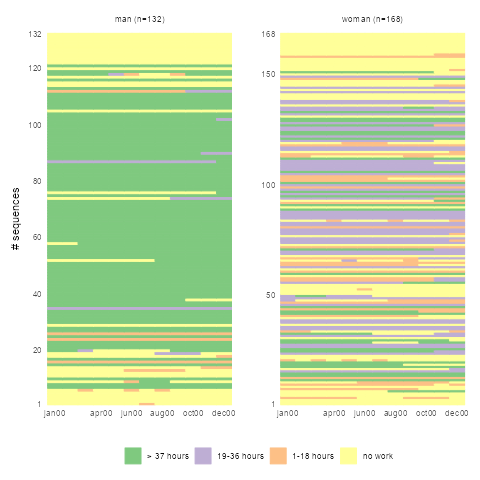 man (n=132)
woman (n=168)
132
120
100
80
60
40
20
1
# sequences
168
150
100
50
1
jan00 apr00 jun00 aug00 oct00 dec00
jan00 apr00 jun00 aug00 oct00 dec00
> 37 hours 19-36 hours 1-18 hours no work